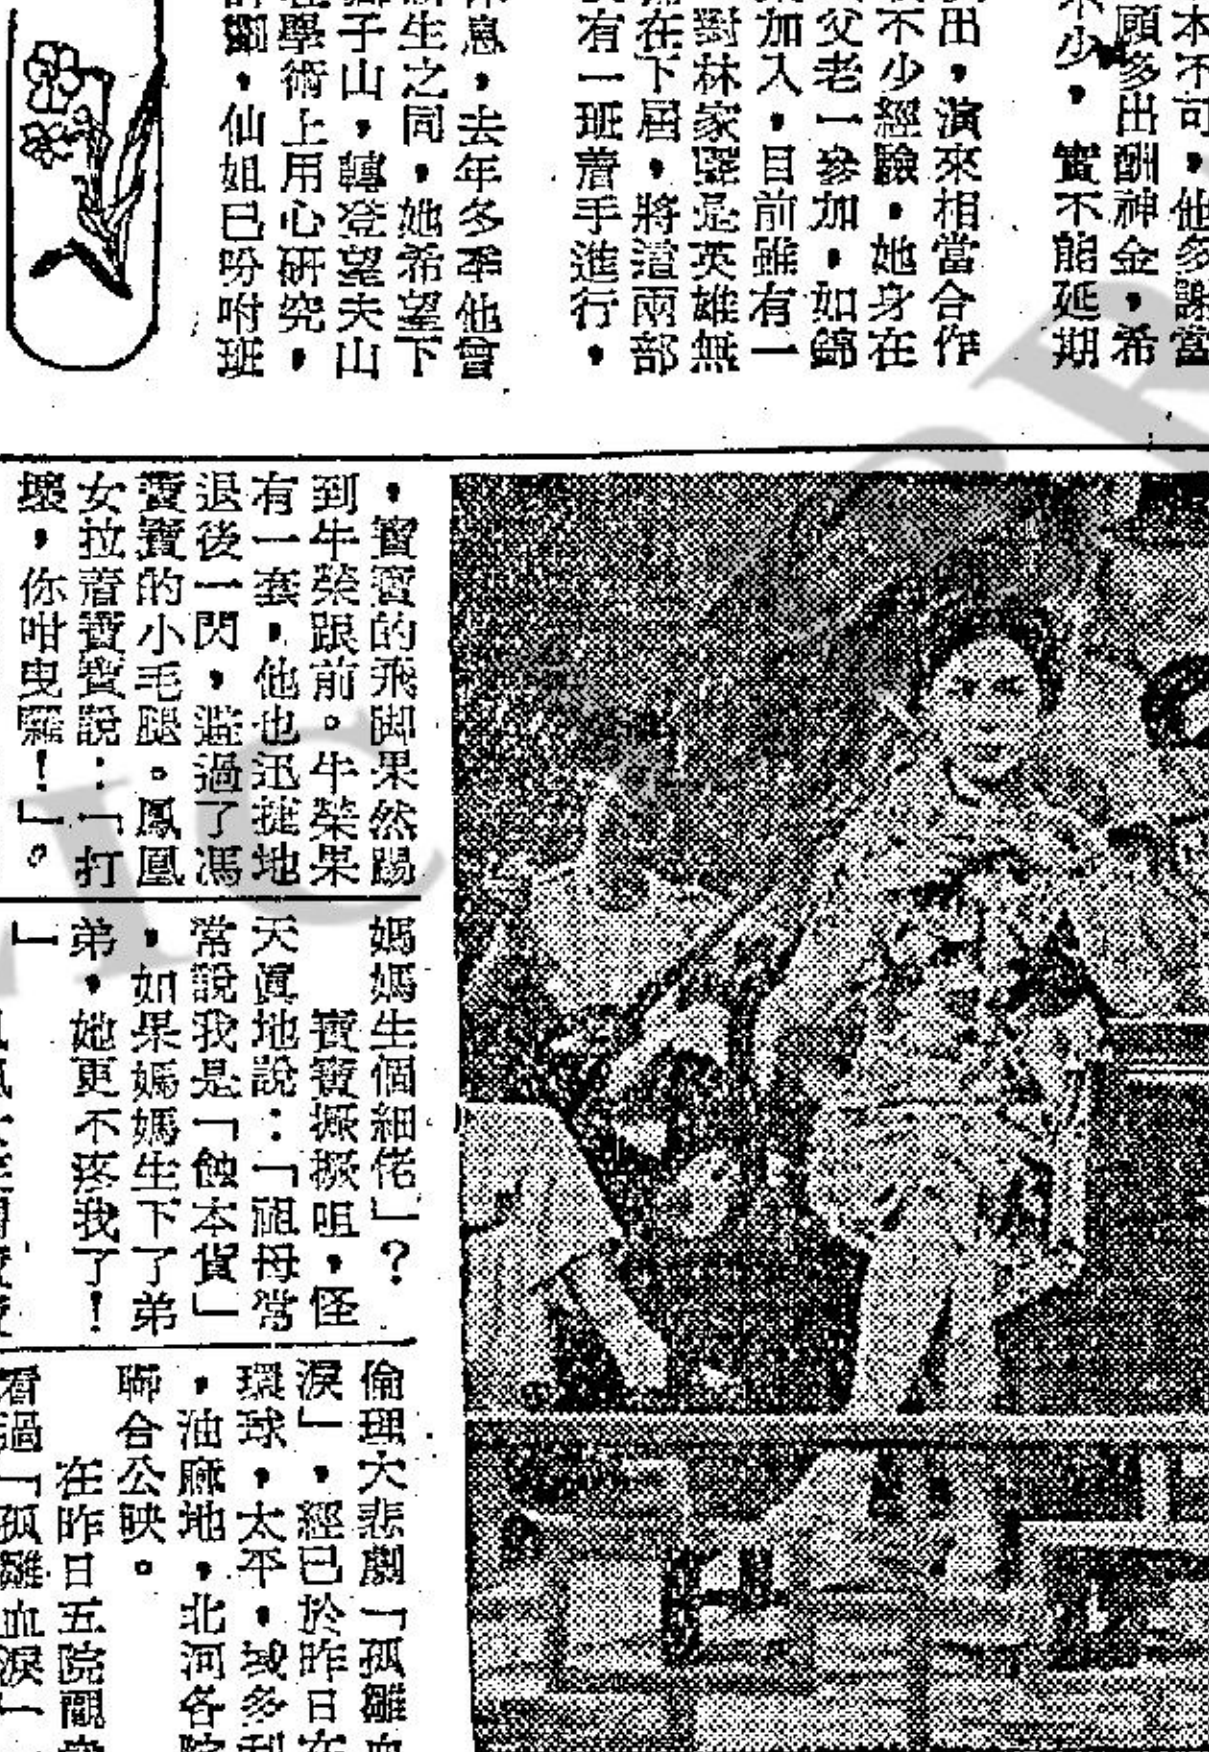 本不可，他多謝當
顧多出酬神金，希
不少，實不能延期
出，演來相當合作
不少經驗，她身在
父老一參加，如錦
加入，目前雖有一
對林家聲是英雄無
在下屆，將這兩部
有一班着手進行。
息，去年冬季他曾
生之同，她希望下
子山，轉登望夫山
學術上用心研究，
，仙姐已吩咐班
，寶寶的飛脚果然踢
到牛榮跟前。牛榮果
有一套，他也迅捷地
退後一閃，溢過了馮
寶寶的小毛腿。鳳凰
女拉着寶寶說：「打
壞，你咁曳羅！」。
媽媽生個細佬」？
寶寶振振咀，怪
天眞地說：「祖母常
常說我是「蝕本貨」
，如果媽媽生下了弟
弟，她更不疼我了！
」
倫理大悲劇「孤雛血
淚」，經已於昨日在
環球，太平，域多利
，油麻地，北河各院
聯合公映。
在昨日五院觀眾
看過「孤雛血淚」